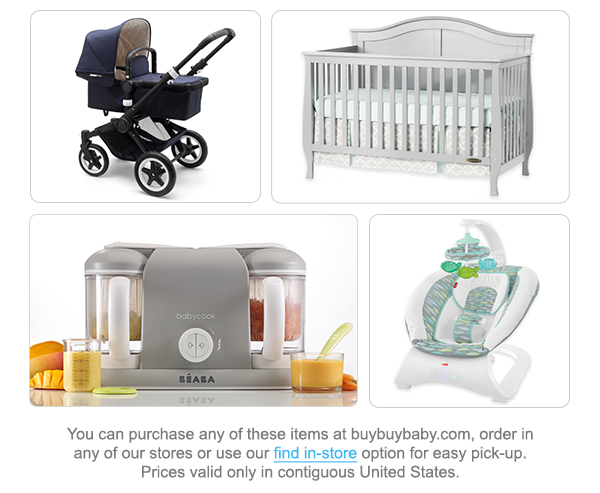 babycook
BÉABA
You can purchase any of these items at buybuybaby.com, order in
any of our stores or use our find in-store option for easy pick-up.
Prices valid only in contiguous United States.